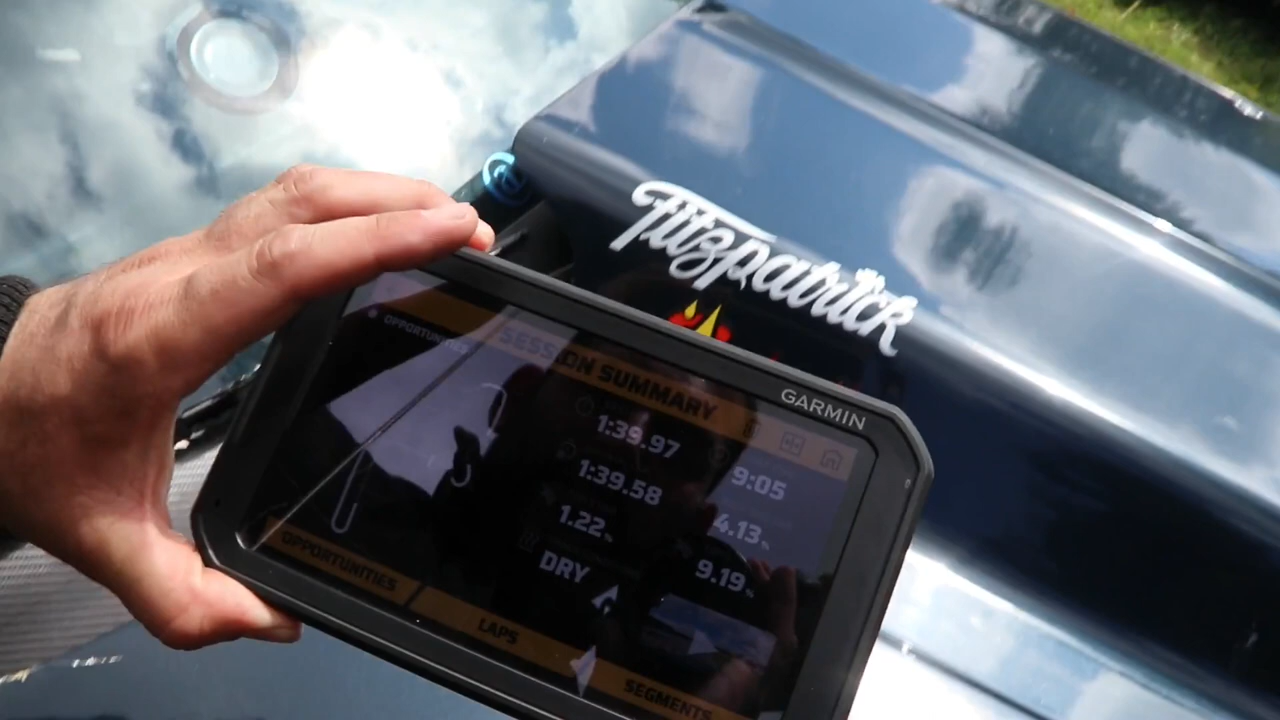 Fitzpatrick
GARMIN
SESSION SUMMARY
OPPORTUNITIES
1:39.97
9:05
1:39.58
4.13%
1.22%
9.19%
DRY
OPPORTUNITIES
LAPS
SEGMENTS